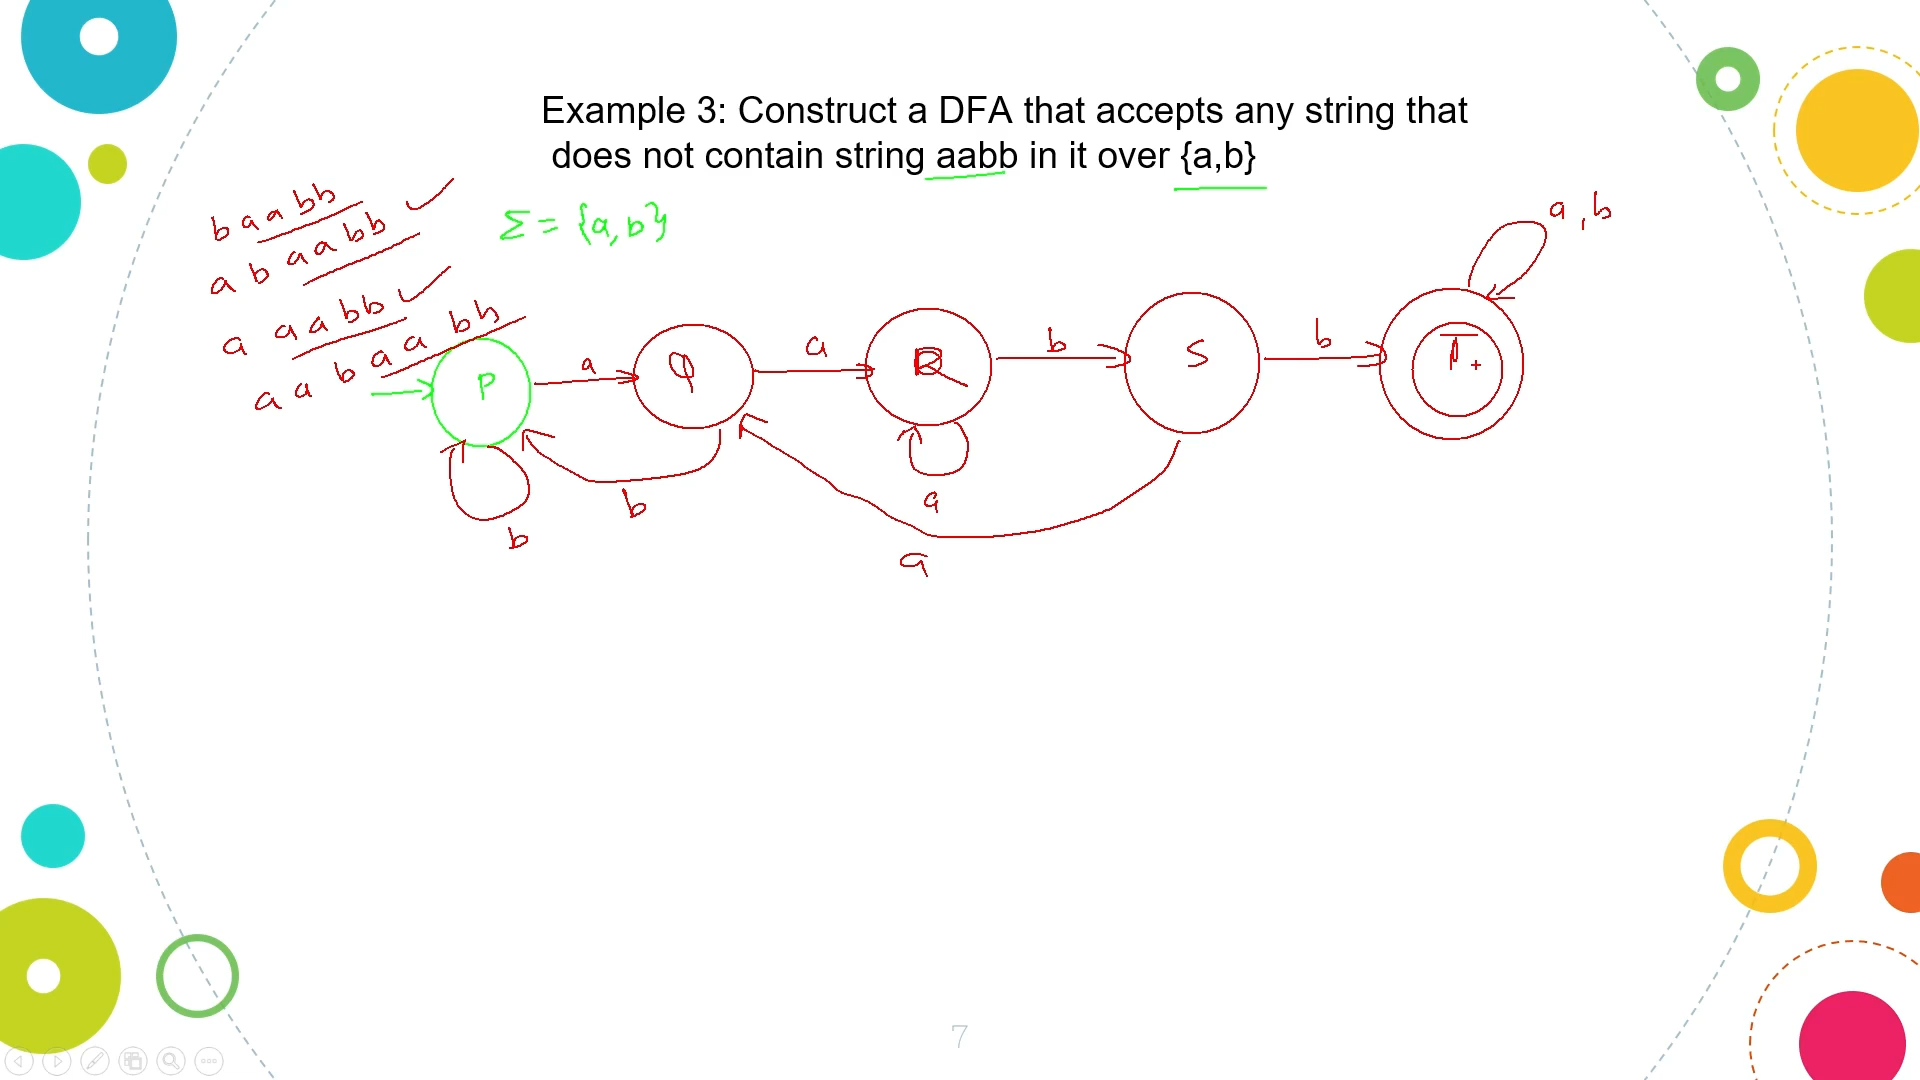 Example 3: Construct a DFA that accepts any string that
does not contain string aabb in it over {a,b}
Σ = {a, b}
b a a b b
a b a a b b
a a a b b
a a b a a b b
a , b
P
a
Q
a
R
b
S
b
T
b
b
a
a
7